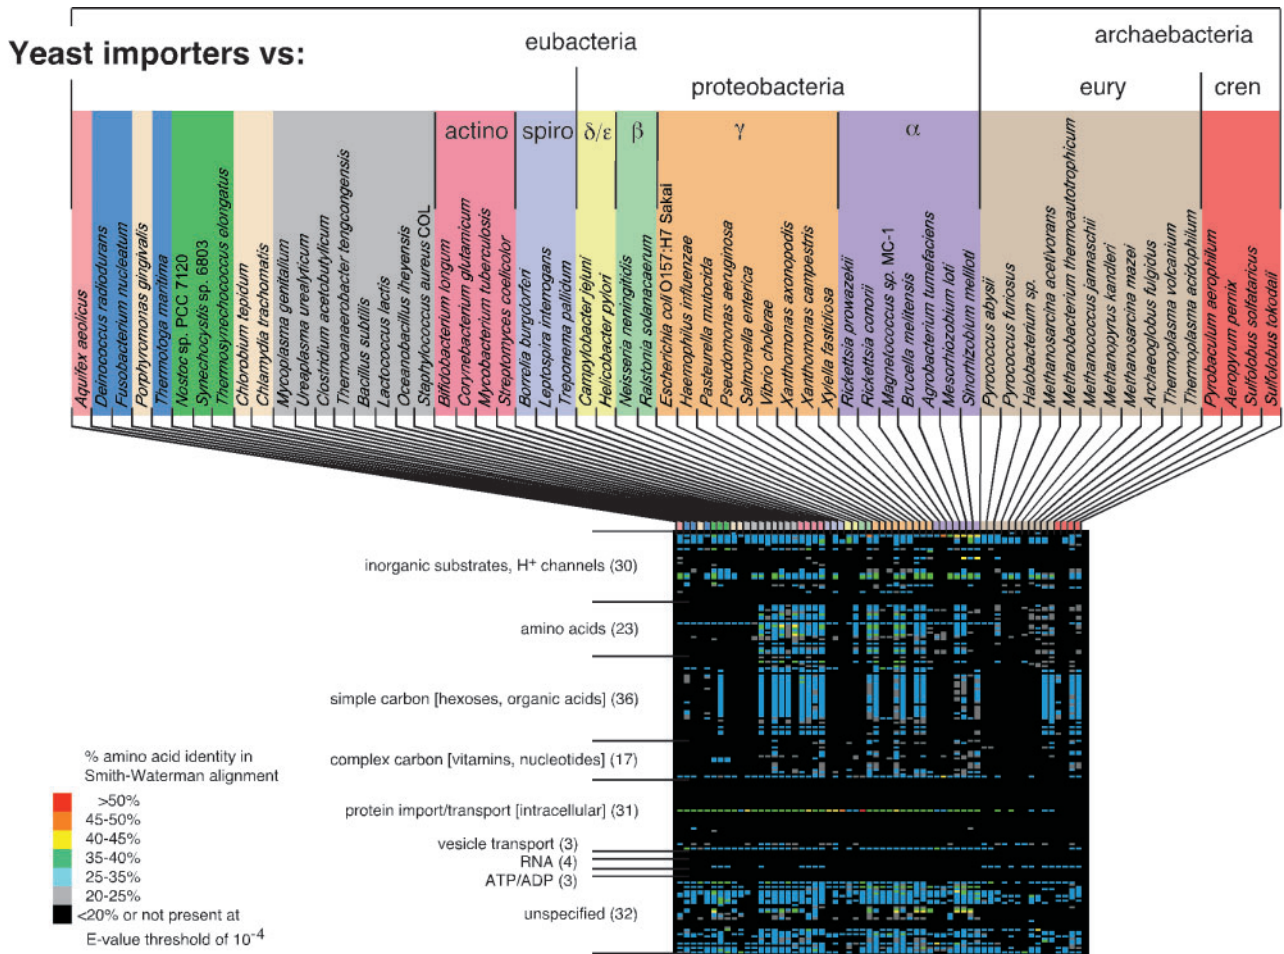 Yeast importers vs:
eubacteria
archaebacteria
proteobacteria
eury
cren
actino
spiro
δ/ε
β
γ
α
Aquifex aeolicus
Deinococcus radiodurans
Fusobacterium nucleatum
Porphyromonas gingivalis
Thermotoga maritima
Nostoc sp. PCC 7120
Synechocystis sp. 6803
Thermosynechococcus elongatus
Chlorobium tepidum
Chlamydia trachomatis
Mycoplasma genitalium
Ureaplasma urealyticum
Clostridium acetobutylicum
Thermoanaerobacter tengcongensis
Bacillus subtilis
Lactococcus lactis
Oceanobacillus iheyensis
Staphylococcus aureus COL
Bifidobacterium longum
Corynebacterium glutamicum
Mycobacterium tuberculosis
Streptomyces coelicolor
Borrelia burgdorferi
Leptospira interrogans
Treponema pallidum
Campylobacter jejuni
Helicobacter pylori
Neisseria meningitidis
Ralstonia solanacaerum
Escherichia coli O157:H7 Sakai
Haemophilus influenzae
Pasteurella mutocida
Pseudomonas aeruginosa
Salmonella enterica
Vibrio cholerae
Xanthomonas axonopodis
Xanthomonas campestris
Xylella fastidiosa
Rickettsia prowazekii
Rickettsia conorii
Magnetococcus sp. MC-1
Brucella melitensis
Agrobacterium tumefaciens
Mesorhizobium loti
Sinorhizobium meliloti
Pyrococcus abysii
Pyrococcus furiosus
Halobacterium sp.
Methanosarcina acetivorans
Methanobacterium thermoautotrophicum
Methanococcus jannaschii
Methanopyrus kandleri
Methanosarcina mazei
Archaeoglobus fulgidus
Thermoplasma volcanium
Thermoplasma acidophilum
Pyrobaculum aerophilum
Aeropyrum pernix
Sulfolobus solfataricus
Sulfolobus tokodaii
inorganic substrates, H⁺ channels (30)
amino acids (23)
simple carbon [hexoses, organic acids] (36)
complex carbon [vitamins, nucleotides] (17)
protein import/transport [intracellular] (31)
vesicle transport (3)
RNA (4)
ATP/ADP (3)
unspecified (32)
% amino acid identity in
Smith-Waterman alignment
>50%
45-50%
40-45%
35-40%
25-35%
20-25%
<20% or not present at
E-value threshold of 10⁻⁴